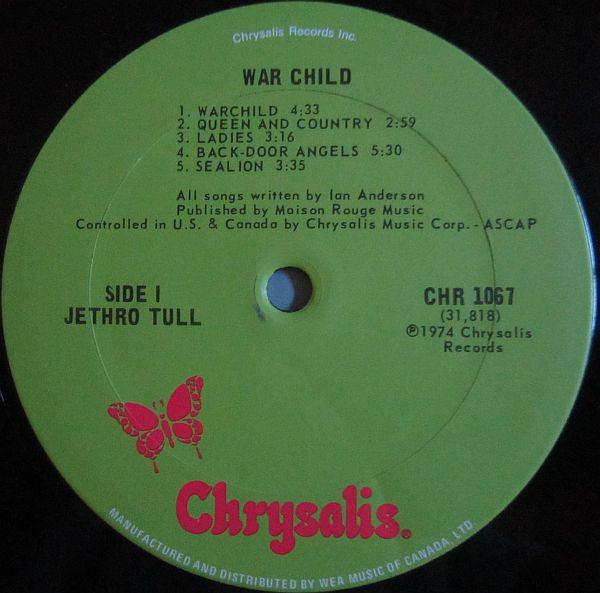 Chrysalis Records Inc.
WAR CHILD
1. WARCHILD 4:33
2. QUEEN AND COUNTRY 2:59
3. LADIES 3:16
4. BACK-DOOR ANGELS 5:30
5. SEALION 3:35
All songs written by Ian Anderson
Published by Maison Rouge Music
Controlled in U.S. & Canada by Chrysalis Music Corp. - ASCAP
SIDE I
JETHRO TULL
CHR 1067
(31,818)
℗1974 Chrysalis
Records
Chrysalis®
MANUFACTURED AND DISTRIBUTED BY WEA MUSIC OF CANADA, LTD.